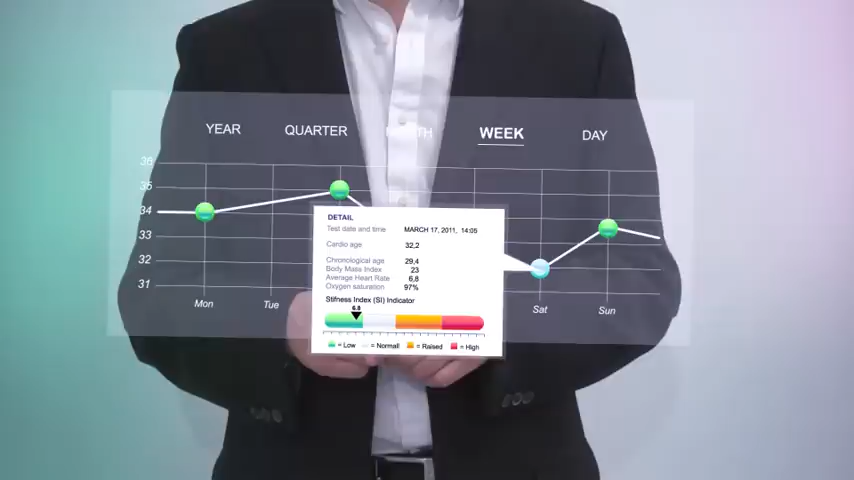 YEAR QUARTER MONTH WEEK DAY
36
35
34
33
32
31
Mon Tue Sat Sun
DETAIL
Test date and time MARCH 17, 2011, 14:05
Cardio age 32,2
Chronological age 29,4
Body Mass Index 23
Average Heart Rate 6,8
Oxygen saturation 97%
Stifness Index (SI) Indicator
6.8
= Low = Normall = Raised = High